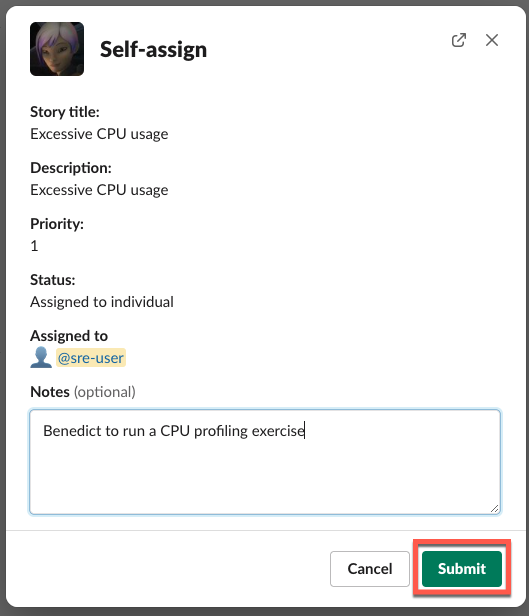 Self-assign
Story title:
Excessive CPU usage
Description:
Excessive CPU usage
Priority:
1
Status:
Assigned to individual
Assigned to
@sre-user
Notes (optional)
Benedict to run a CPU profiling exercise
Cancel
Submit